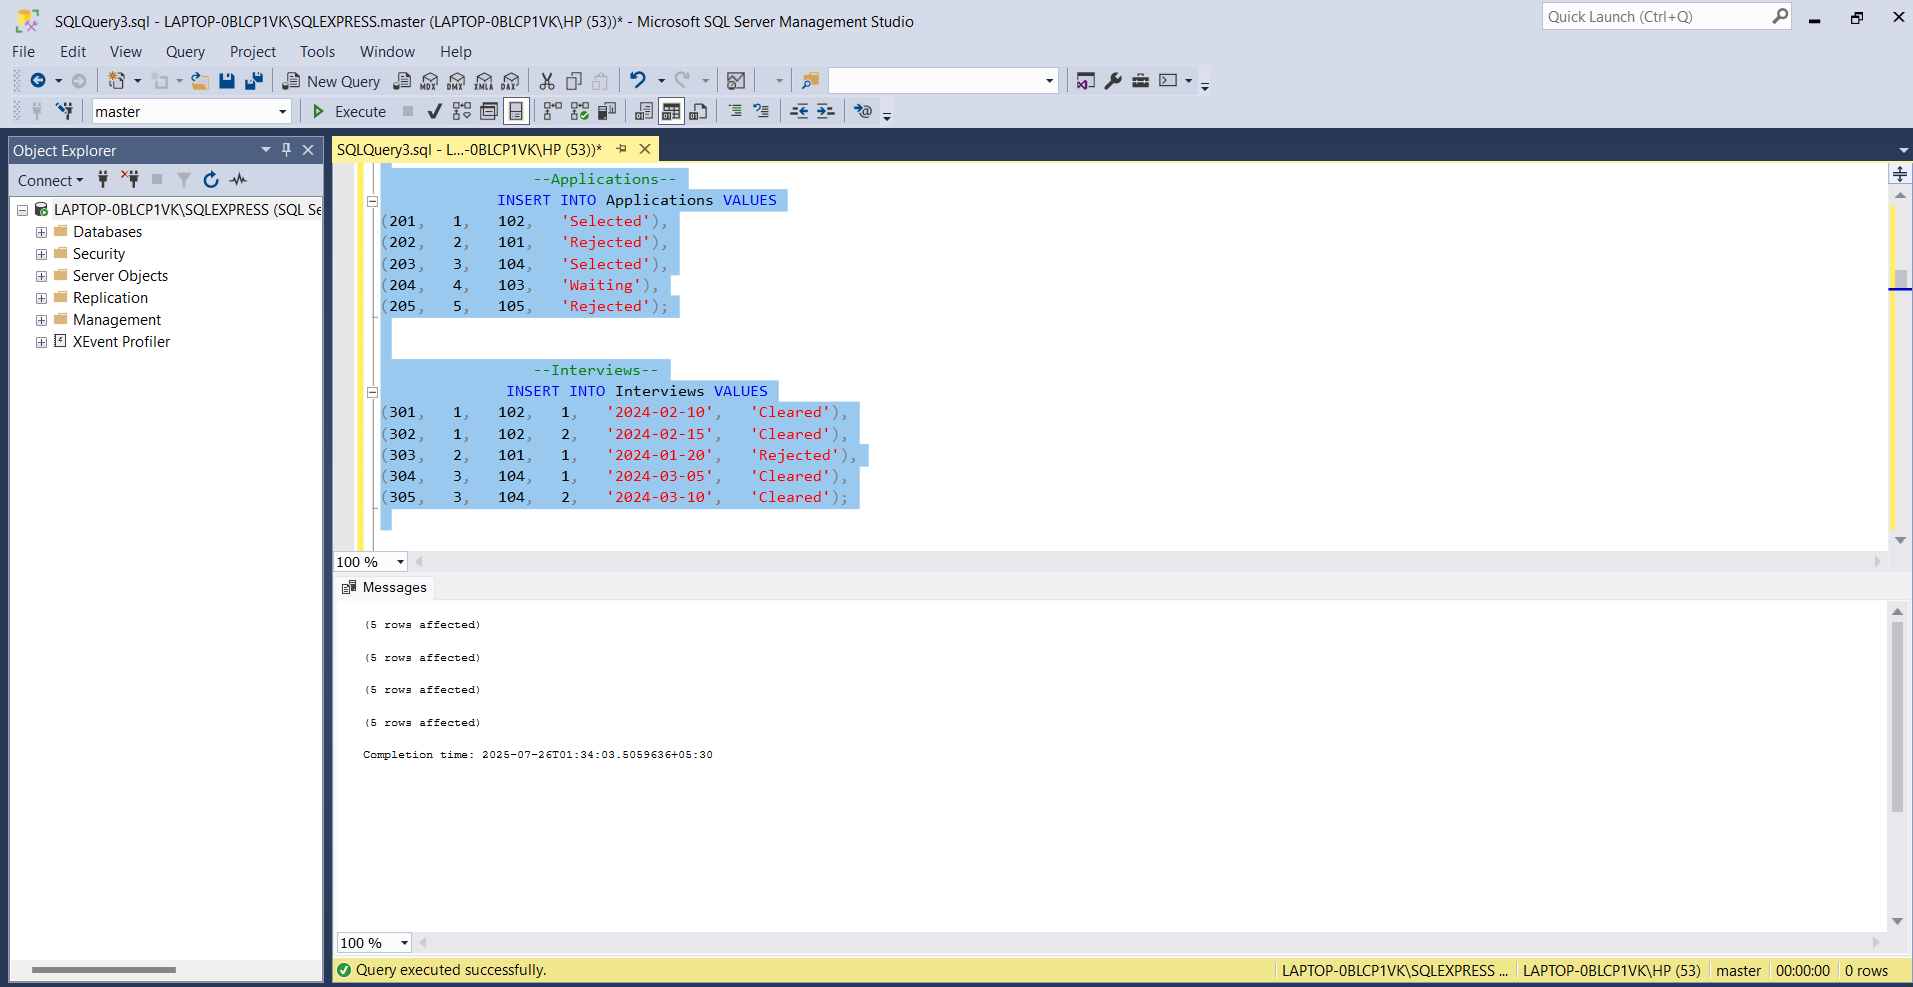 SQLQuery3.sql - LAPTOP-0BLCP1VK\SQLEXPRESS.master (LAPTOP-0BLCP1VK\HP (53))* - Microsoft SQL Server Management Studio
Quick Launch (Ctrl+Q)
File Edit View Query Project Tools Window Help
New Query MDX DMX XMLA DAX
master Execute
Object Explorer
SQLQuery3.sql - L...-0BLCP1VK\HP (53))*
Connect
LAPTOP-0BLCP1VK\SQLEXPRESS (SQL Se
Databases
Security
Server Objects
Replication
Management
XEvent Profiler
--Applications--
INSERT INTO Applications VALUES
(201, 1, 102, 'Selected'),
(202, 2, 101, 'Rejected'),
(203, 3, 104, 'Selected'),
(204, 4, 103, 'Waiting'),
(205, 5, 105, 'Rejected');
--Interviews--
INSERT INTO Interviews VALUES
(301, 1, 102, 1, '2024-02-10', 'Cleared'),
(302, 1, 102, 2, '2024-02-15', 'Cleared'),
(303, 2, 101, 1, '2024-01-20', 'Rejected'),
(304, 3, 104, 1, '2024-03-05', 'Cleared'),
(305, 3, 104, 2, '2024-03-10', 'Cleared');
100 %
Messages
(5 rows affected)
(5 rows affected)
(5 rows affected)
(5 rows affected)
Completion time: 2025-07-26T01:34:03.5059636+05:30
100 %
Query executed successfully.
LAPTOP-0BLCP1VK\SQLEXPRESS ... LAPTOP-0BLCP1VK\HP (53) master 00:00:00 0 rows